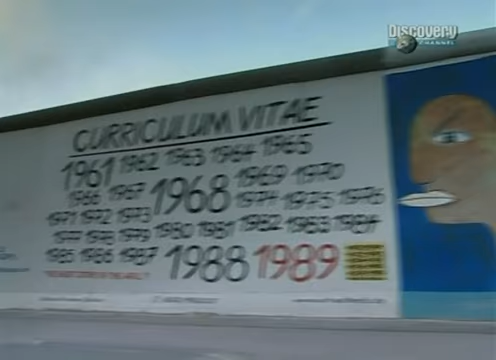 Discovery
CHANNEL
CURRICULUM VITAE
1961 1962 1963 1964 1965
1966 1967 1968 1969 1970
1971 1972 1973 1974 1975 1976
1977 1978 1979 1980 1981 1982 1983 1984
1985 1986 1987 1988 1989